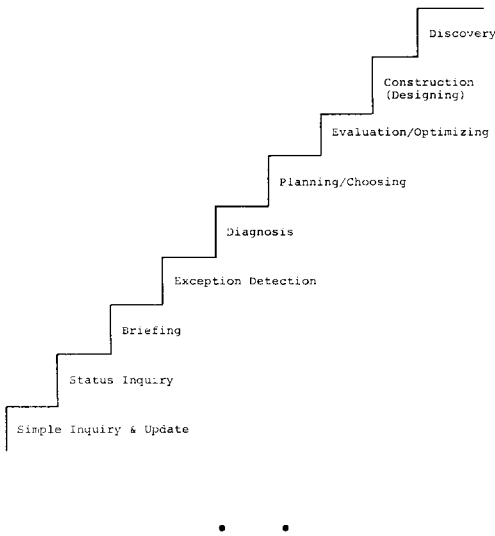 Discovery
Construction
(Designing)
Evaluation/Optimizing
Planning/Choosing
Diagnosis
Exception Detection
Briefing
Status Inquiry
Simple Inquiry & Update